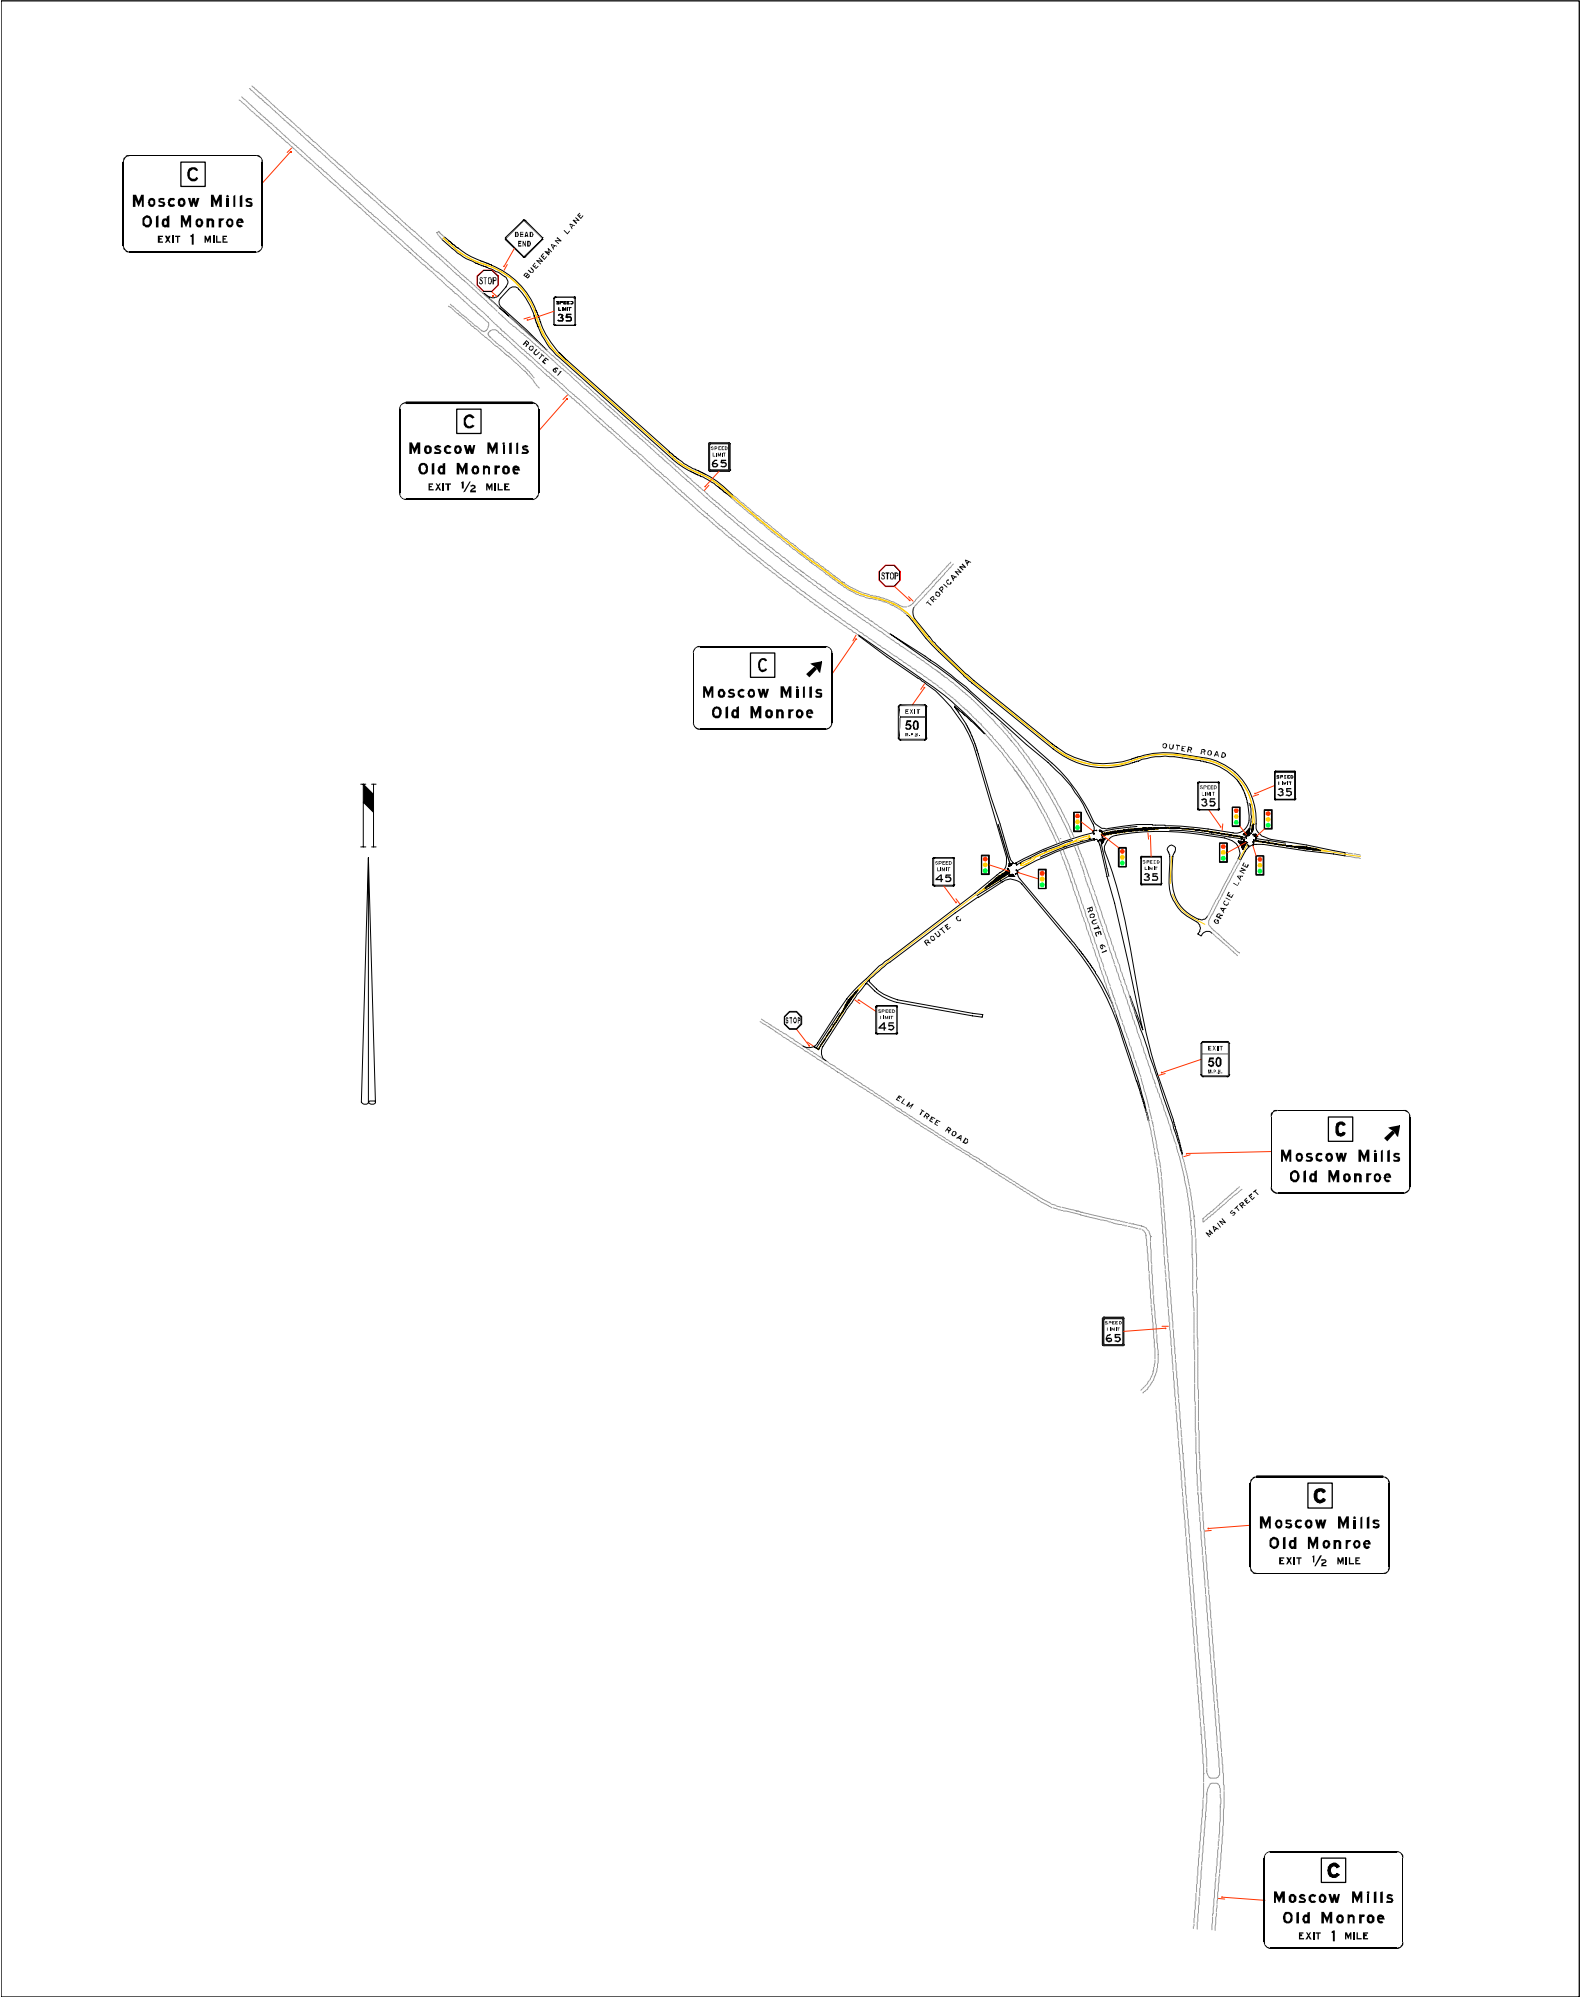 C
Moscow Mills
Old Monroe
EXIT 1 MILE
DEAD
END
BUENEMAN LANE
STOP
SPEED
LIMIT
35
ROUTE 61
C
Moscow Mills
Old Monroe
EXIT 1/2 MILE
SPEED
LIMIT
65
STOP
TROPICANNA
C
Moscow Mills
Old Monroe
EXIT
50
M.P.H.
OUTER ROAD
SPEED
LIMIT
35
SPEED
LIMIT
35
N
SPEED
LIMIT
45
SPEED
LIMIT
35
GRACIE LANE
ROUTE C
ROUTE 61
STOP
SPEED
LIMIT
45
EXIT
50
M.P.H.
ELM TREE ROAD
C
Moscow Mills
Old Monroe
MAIN STREET
SPEED
LIMIT
65
C
Moscow Mills
Old Monroe
EXIT 1/2 MILE
C
Moscow Mills
Old Monroe
EXIT 1 MILE